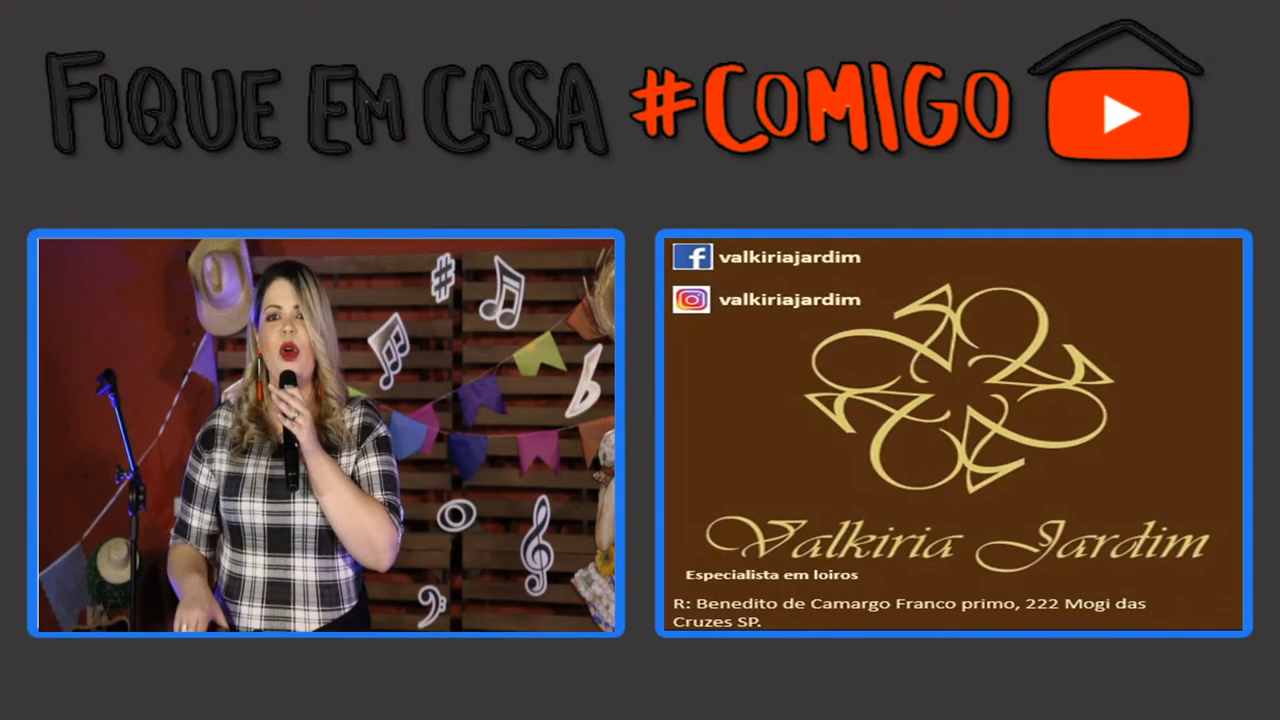 FIQUE EM CASA #COMIGO
valkiriajardim
valkiriajardim
Valkiria Jardim
Especialista em loiros
R: Benedito de Camargo Franco primo, 222 Mogi das
Cruzes SP.